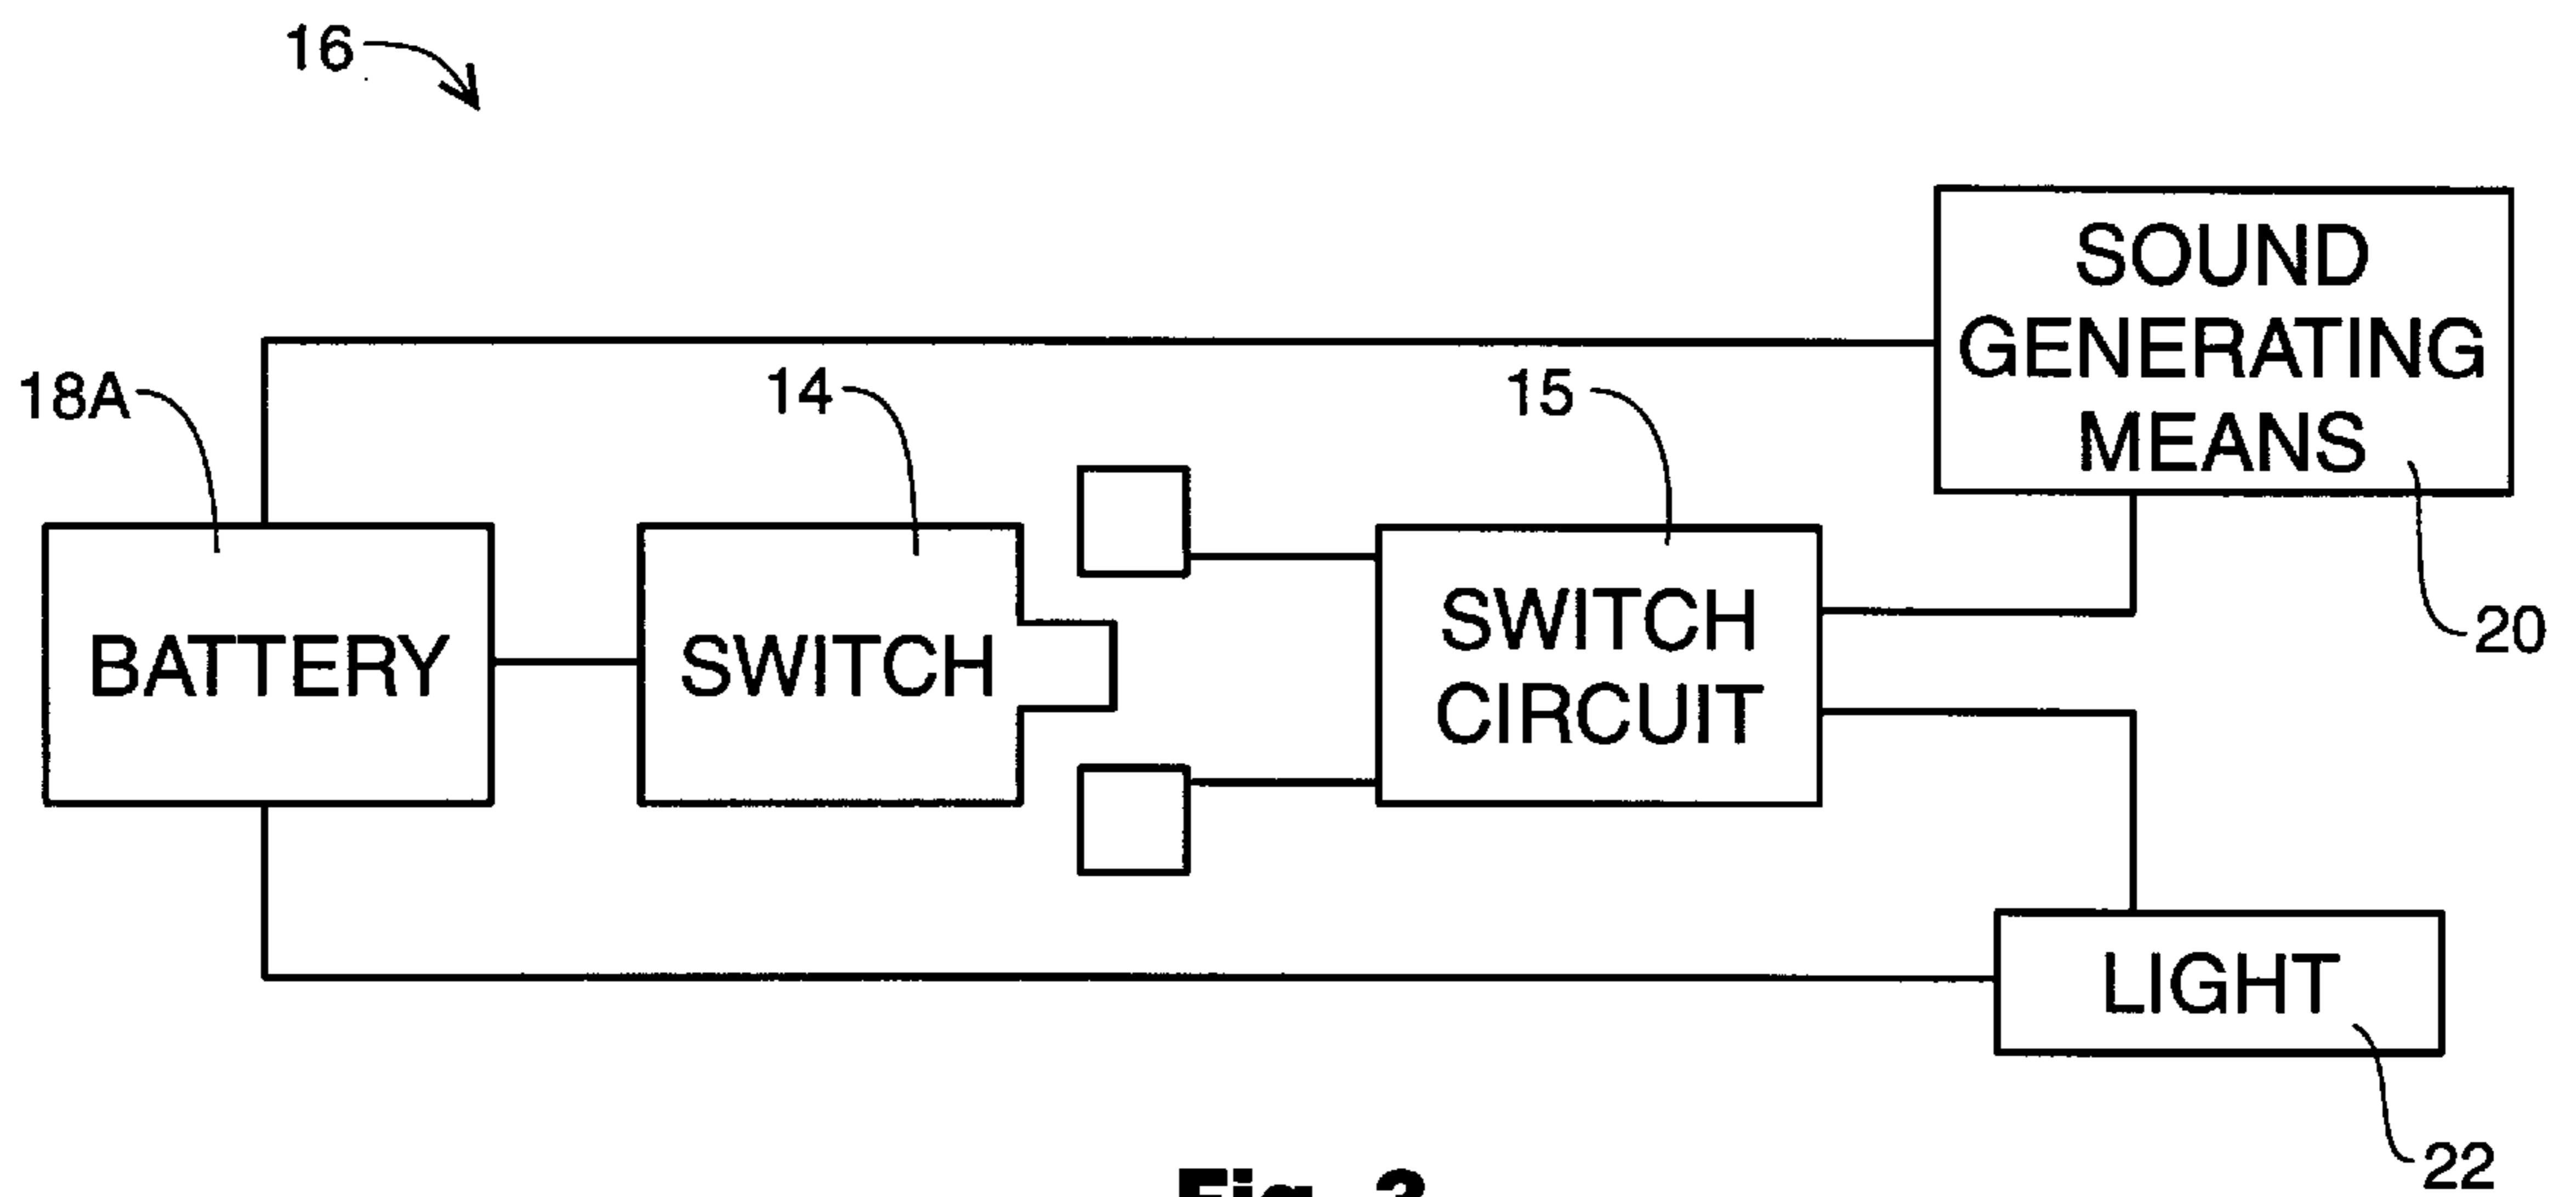 16
SOUND
GENERATING
MEANS
18A
14
15
BATTERY
SWITCH
SWITCH
CIRCUIT
20
LIGHT
22